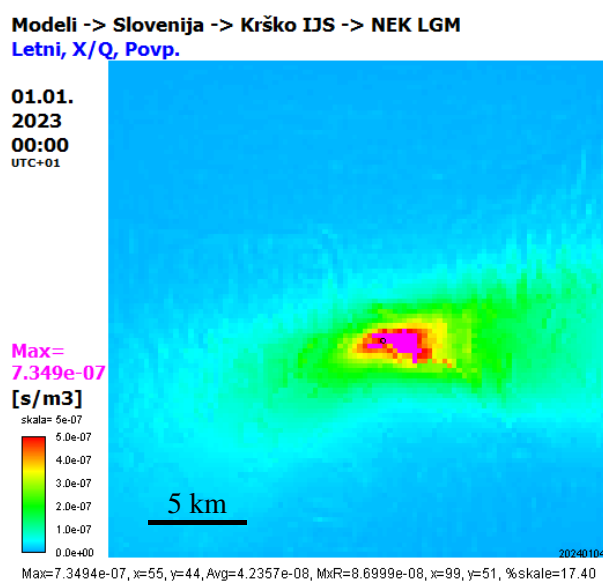 Modeli -> Slovenija -> Krško IJS -> NEK LGM
Letni, X/Q, Povp.
01.01.
2023
00:00
UTC+01
Max=
7.349e-07
[s/m3]
skala= 5e-07
5.0e-07
4.0e-07
3.0e-07
2.0e-07
1.0e-07
0.0e+00
5 km
20240104
Max=7.3494e-07, x=55, y=44, Avg=4.2357e-08, MxR=8.6999e-08, x=99, y=51, %skale=17.40